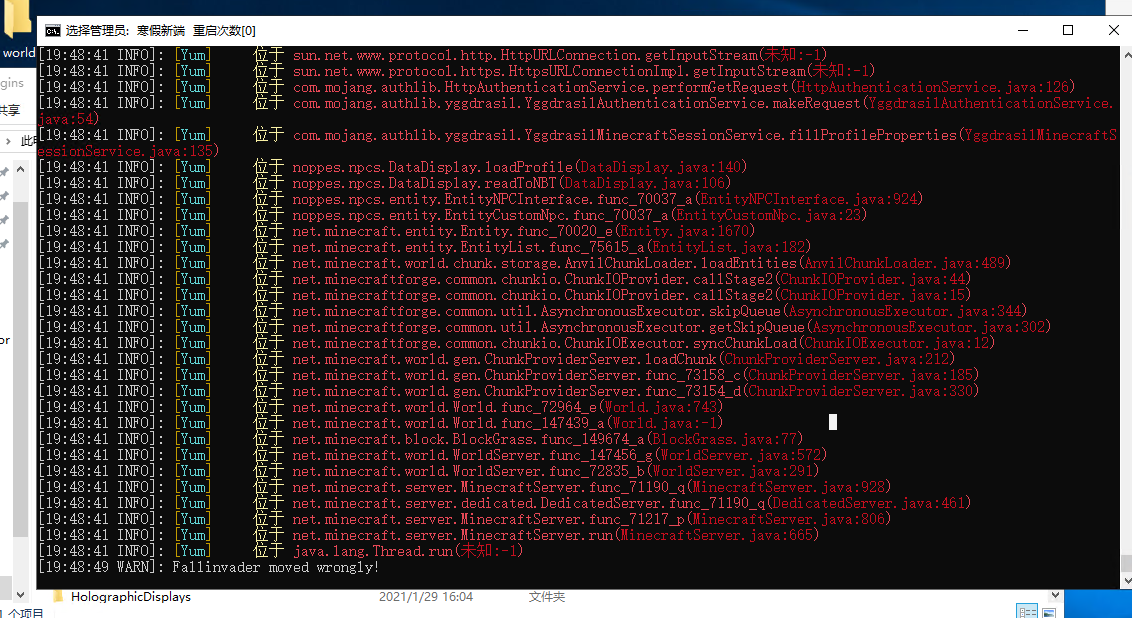 world
选择管理员: 寒假新端 重启次数[0]
gins
共享
此电
or
[19:48:41 INFO]: [Yum] 位于 sun.net.www.protocol.http.HttpURLConnection.getInputStream(未知:-1)
[19:48:41 INFO]: [Yum] 位于 sun.net.www.protocol.https.HttpsURLConnectionImpl.getInputStream(未知:-1)
[19:48:41 INFO]: [Yum] 位于 com.mojang.authlib.HttpAuthenticationService.performGetRequest(HttpAuthenticationService.java:126)
[19:48:41 INFO]: [Yum] 位于 com.mojang.authlib.yggdrasil.YggdrasilAuthenticationService.makeRequest(YggdrasilAuthenticationService.
java:54)
[19:48:41 INFO]: [Yum] 位于 com.mojang.authlib.yggdrasil.YggdrasilMinecraftSessionService.fillProfileProperties(YggdrasilMinecraftS
essionService.java:135)
[19:48:41 INFO]: [Yum] 位于 noppes.npcs.DataDisplay.loadProfile(DataDisplay.java:140)
[19:48:41 INFO]: [Yum] 位于 noppes.npcs.DataDisplay.readToNBT(DataDisplay.java:106)
[19:48:41 INFO]: [Yum] 位于 noppes.npcs.entity.EntityNPCInterface.func_70037_a(EntityNPCInterface.java:924)
[19:48:41 INFO]: [Yum] 位于 noppes.npcs.entity.EntityCustomNpc.func_70037_a(EntityCustomNpc.java:23)
[19:48:41 INFO]: [Yum] 位于 net.minecraft.entity.Entity.func_70020_e(Entity.java:1670)
[19:48:41 INFO]: [Yum] 位于 net.minecraft.entity.EntityList.func_75615_a(EntityList.java:182)
[19:48:41 INFO]: [Yum] 位于 net.minecraft.world.chunk.storage.AnvilChunkLoader.loadEntities(AnvilChunkLoader.java:489)
[19:48:41 INFO]: [Yum] 位于 net.minecraftforge.common.chunkio.ChunkIOProvider.callStage2(ChunkIOProvider.java:44)
[19:48:41 INFO]: [Yum] 位于 net.minecraftforge.common.chunkio.ChunkIOProvider.callStage2(ChunkIOProvider.java:15)
[19:48:41 INFO]: [Yum] 位于 net.minecraftforge.common.util.AsynchronousExecutor.skipQueue(AsynchronousExecutor.java:344)
[19:48:41 INFO]: [Yum] 位于 net.minecraftforge.common.util.AsynchronousExecutor.getSkipQueue(AsynchronousExecutor.java:302)
[19:48:41 INFO]: [Yum] 位于 net.minecraftforge.common.chunkio.ChunkIOExecutor.syncChunkLoad(ChunkIOExecutor.java:12)
[19:48:41 INFO]: [Yum] 位于 net.minecraft.world.gen.ChunkProviderServer.loadChunk(ChunkProviderServer.java:212)
[19:48:41 INFO]: [Yum] 位于 net.minecraft.world.gen.ChunkProviderServer.func_73158_c(ChunkProviderServer.java:185)
[19:48:41 INFO]: [Yum] 位于 net.minecraft.world.gen.ChunkProviderServer.func_73154_d(ChunkProviderServer.java:330)
[19:48:41 INFO]: [Yum] 位于 net.minecraft.world.World.func_72964_e(World.java:743)
[19:48:41 INFO]: [Yum] 位于 net.minecraft.world.World.func_147439_a(World.java:-1)
[19:48:41 INFO]: [Yum] 位于 net.minecraft.block.BlockGrass.func_149674_a(BlockGrass.java:77)
[19:48:41 INFO]: [Yum] 位于 net.minecraft.world.WorldServer.func_147456_g(WorldServer.java:572)
[19:48:41 INFO]: [Yum] 位于 net.minecraft.world.WorldServer.func_72835_b(WorldServer.java:291)
[19:48:41 INFO]: [Yum] 位于 net.minecraft.server.MinecraftServer.func_71190_q(MinecraftServer.java:928)
[19:48:41 INFO]: [Yum] 位于 net.minecraft.server.dedicated.DedicatedServer.func_71190_q(DedicatedServer.java:461)
[19:48:41 INFO]: [Yum] 位于 net.minecraft.server.MinecraftServer.func_71217_p(MinecraftServer.java:806)
[19:48:41 INFO]: [Yum] 位于 net.minecraft.server.MinecraftServer.run(MinecraftServer.java:665)
[19:48:41 INFO]: [Yum] 位于 java.lang.Thread.run(未知:-1)
[19:48:49 WARN]: Fallinvader moved wrongly!
HolographicDisplays 2021/1/29 16:04 文件夹
个项目